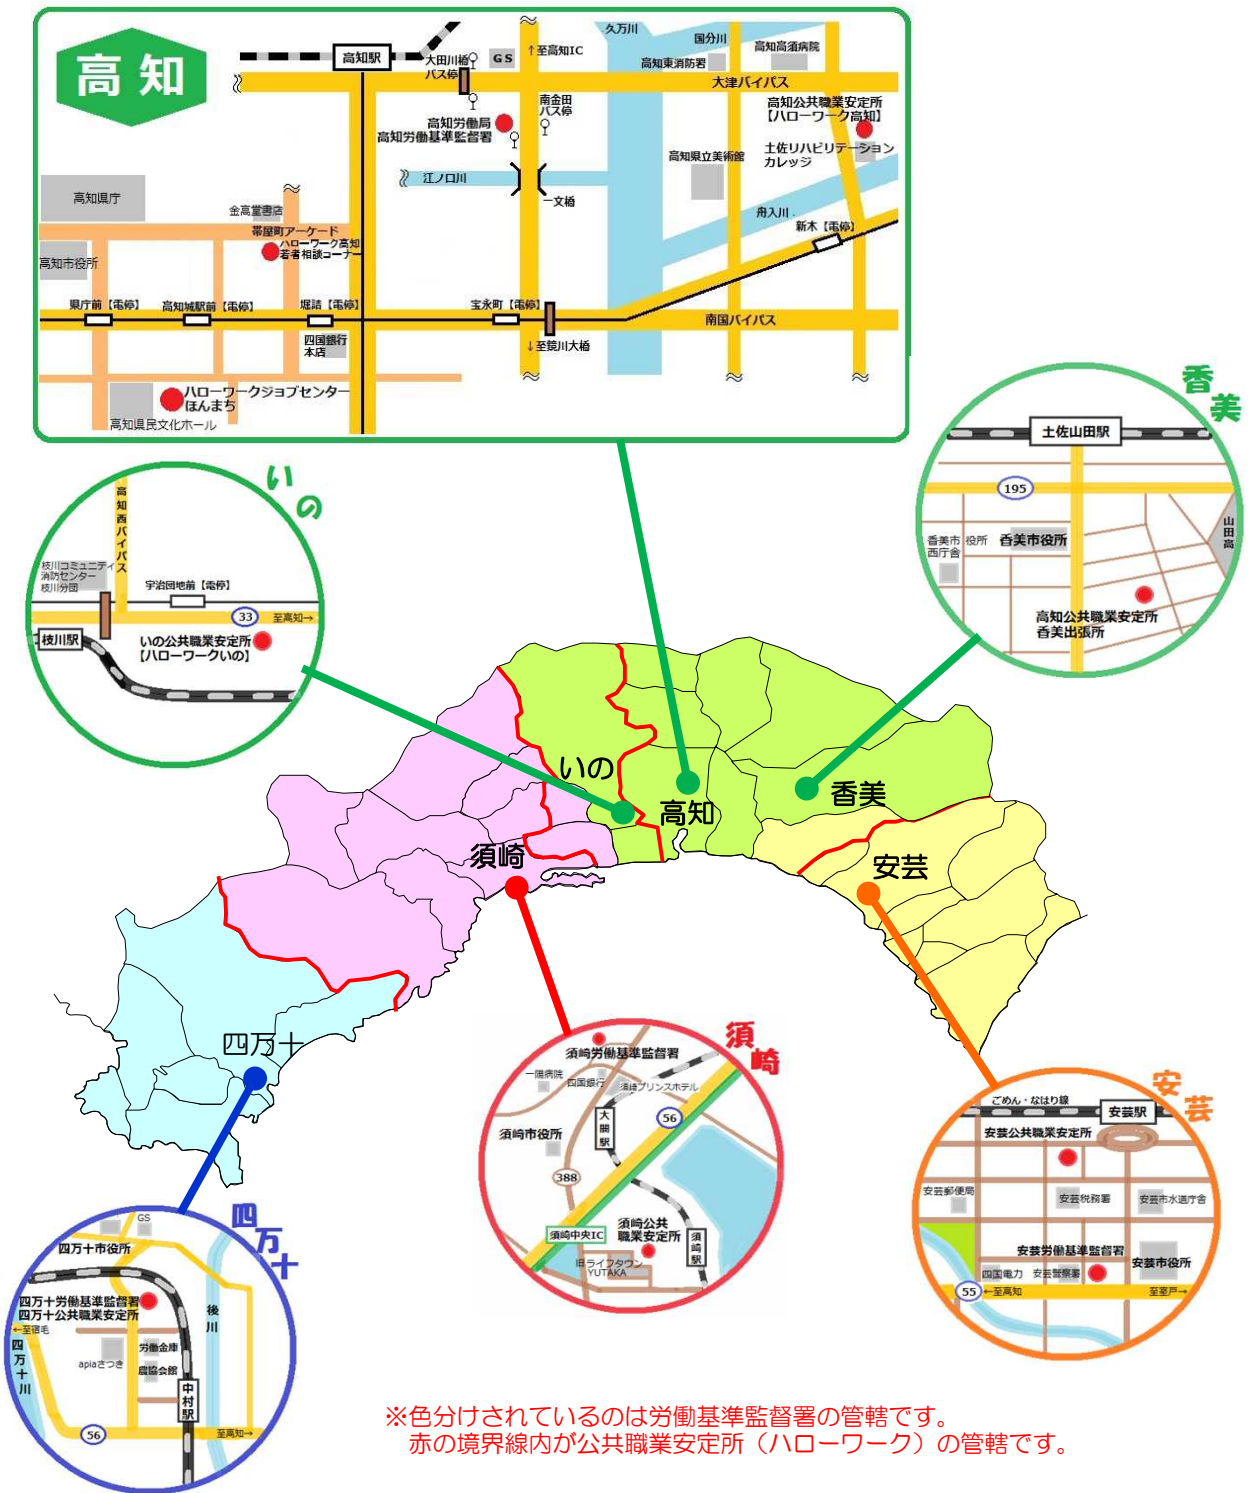 高知
高知駅
大田川橋
バス停
GS
↑至高知IC
久万川
国分川
高知高須病院
高知東消防署
大津バイパス
南金田
バス停
高知労働局
高知労働基準監督署
高知公共職業安定所
【ハローワーク高知】
土佐リハビリテーション
カレッジ
高知県立美術館
江ノ口川
一文橋
舟入川
新木【電停】
高知県庁
金高堂書店
帯屋町アーケード
ハローワーク高知
若者相談コーナー
高知市役所
県庁前【電停】
高知城駅前【電停】
堀詰【電停】
宝永町【電停】
南国バイパス
四国銀行
本店
↓至鏡川大橋
ハローワークジョブセンター
ほんまち
高知県民文化ホール
香美
土佐山田駅
195
山田高
香美市 役所
西庁舎
香美市役所
高知公共職業安定所
香美出張所
いの
高知西バイパス
枝川コミュニティ
消防センター
枝川分団
宇治団地前【電停】
33
至高知→
枝川駅
いの公共職業安定所
【ハローワークいの】
いの
高知
香美
須崎
安芸
四万十
須崎
須崎労働基準監督署
一陽病院
四国銀行
須崎プリンスホテル
大間駅
56
須崎市役所
388
須崎中央IC
須崎公共
職業安定所
須崎駅
旧ライフタウン
YUTAKA
安芸
ごめん・なはり線
安芸駅
安芸公共職業安定所
安芸郵便局
安芸税務署
安芸市水道庁舎
安芸労働基準監督署
四国電力
安芸警察署
安芸市役所
55
←至高知
至室戸→
四万十
GS
四万十市役所
四万十労働基準監督署
四万十公共職業安定所
←至宿毛
後川
四万十川
apiaさつき
労働金庫
農協会館
中村駅
56
至高知→
※色分けされているのは労働基準監督署の管轄です。
赤の境界線内が公共職業安定所（ハローワーク）の管轄です。